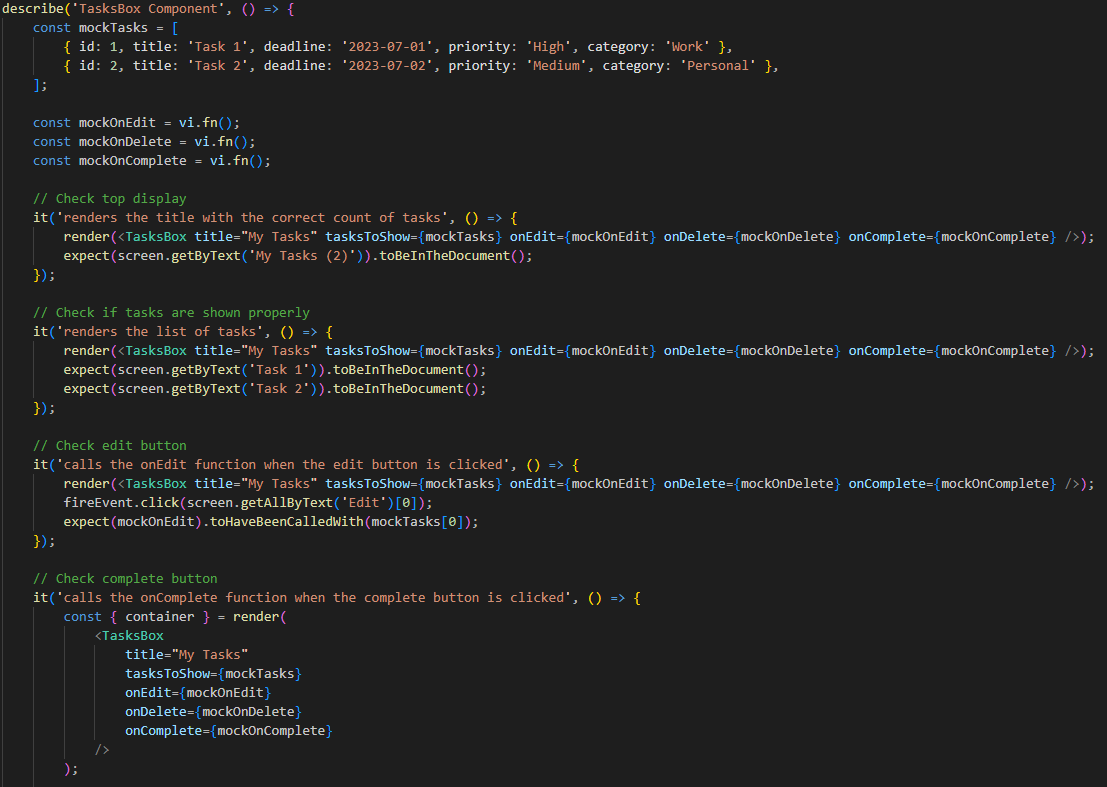 describe('TasksBox Component', () => {
    const mockTasks = [
        { id: 1, title: 'Task 1', deadline: '2023-07-01', priority: 'High', category: 'Work' },
        { id: 2, title: 'Task 2', deadline: '2023-07-02', priority: 'Medium', category: 'Personal' },
    ];

    const mockOnEdit = vi.fn();
    const mockOnDelete = vi.fn();
    const mockOnComplete = vi.fn();

    // Check top display
    it('renders the title with the correct count of tasks', () => {
        render(<TasksBox title="My Tasks" tasksToShow={mockTasks} onEdit={mockOnEdit} onDelete={mockOnDelete} onComplete={mockOnComplete} />);
        expect(screen.getByText('My Tasks (2)')).toBeInTheDocument();
    });

    // Check if tasks are shown properly
    it('renders the list of tasks', () => {
        render(<TasksBox title="My Tasks" tasksToShow={mockTasks} onEdit={mockOnEdit} onDelete={mockOnDelete} onComplete={mockOnComplete} />);
        expect(screen.getByText('Task 1')).toBeInTheDocument();
        expect(screen.getByText('Task 2')).toBeInTheDocument();
    });

    // Check edit button
    it('calls the onEdit function when the edit button is clicked', () => {
        render(<TasksBox title="My Tasks" tasksToShow={mockTasks} onEdit={mockOnEdit} onDelete={mockOnDelete} onComplete={mockOnComplete} />);
        fireEvent.click(screen.getAllByText('Edit')[0]);
        expect(mockOnEdit).toHaveBeenCalledWith(mockTasks[0]);
    });

    // Check complete button
    it('calls the onComplete function when the complete button is clicked', () => {
        const { container } = render(
            <TasksBox
                title="My Tasks"
                tasksToShow={mockTasks}
                onEdit={mockOnEdit}
                onDelete={mockOnDelete}
                onComplete={mockOnComplete}
            />
        );